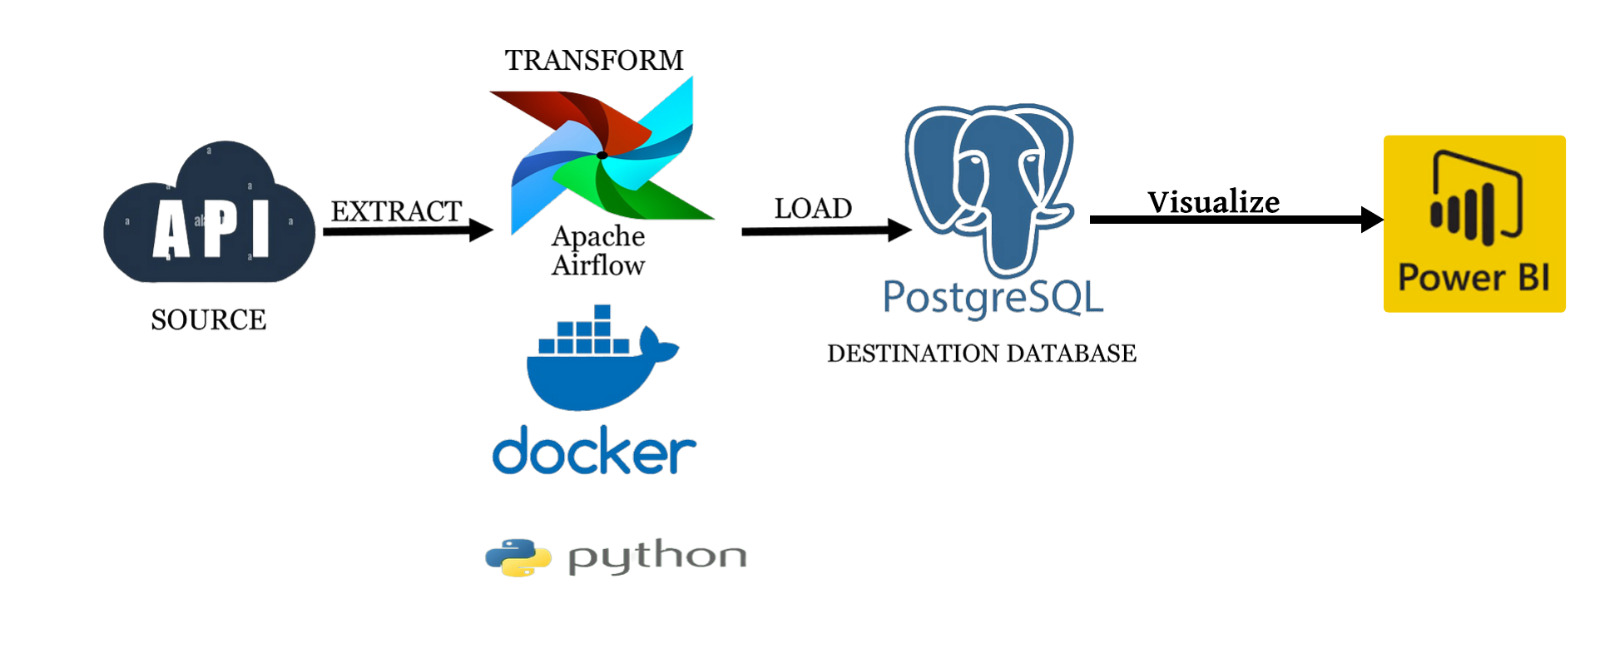 TRANSFORM
API
EXTRACT
Apache
Airflow
LOAD
Visualize
PostgreSQL
Power BI
SOURCE
DESTINATION DATABASE
docker
python